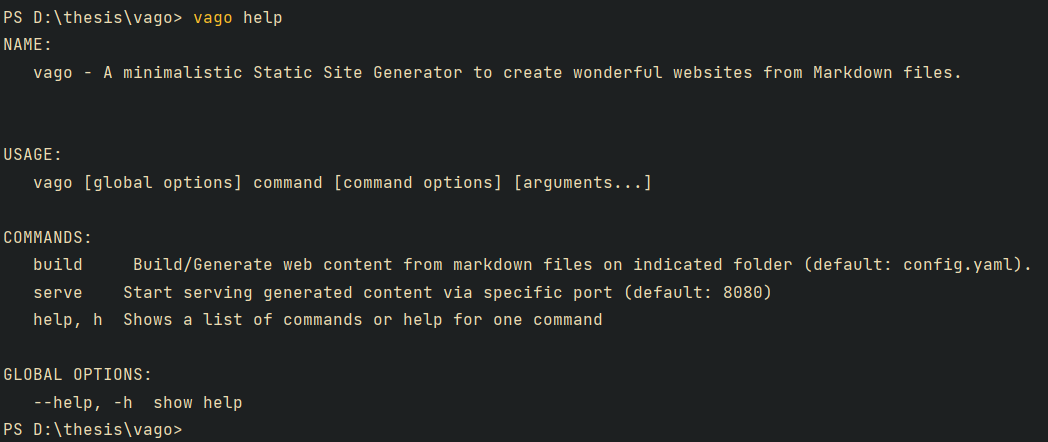 PS D:\thesis\vago> vago help
NAME:
   vago - A minimalistic Static Site Generator to create wonderful websites from Markdown files.
USAGE:
   vago [global options] command [command options] [arguments...]
COMMANDS:
   build     Build/Generate web content from markdown files on indicated folder (default: config.yaml).
   serve    Start serving generated content via specific port (default: 8080)
   help, h  Shows a list of commands or help for one command
GLOBAL OPTIONS:
   --help, -h  show help
PS D:\thesis\vago>